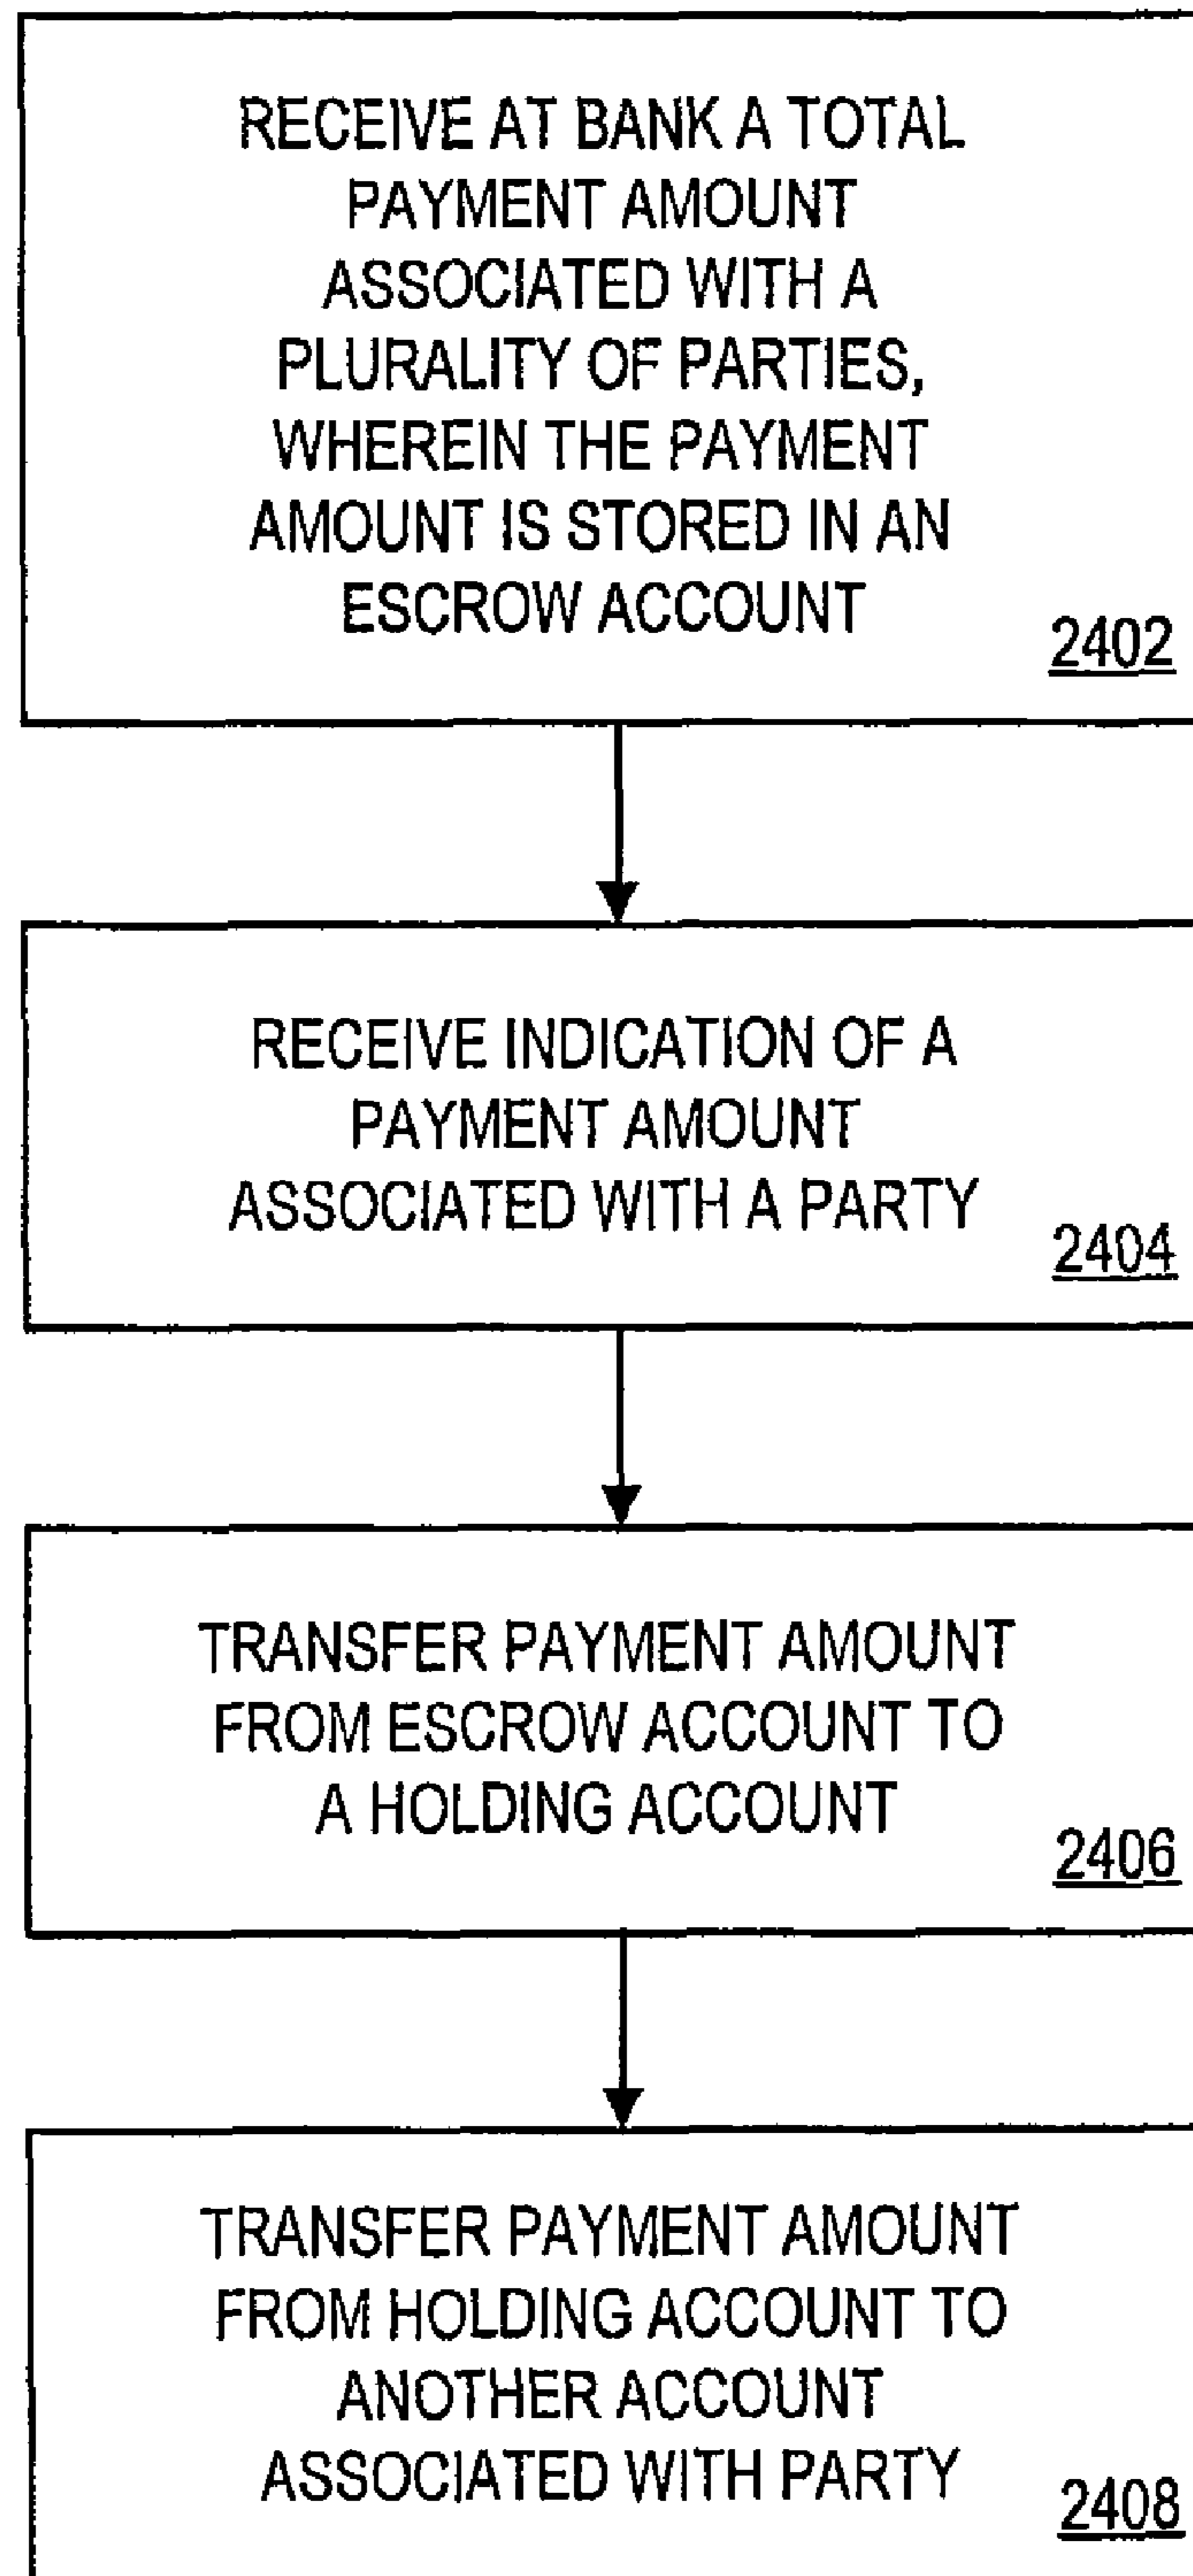 RECEIVE AT BANK A TOTAL
PAYMENT AMOUNT
ASSOCIATED WITH A
PLURALITY OF PARTIES,
WHEREIN THE PAYMENT
AMOUNT IS STORED IN AN
ESCROW ACCOUNT
2402
RECEIVE INDICATION OF A
PAYMENT AMOUNT
ASSOCIATED WITH A PARTY
2404
TRANSFER PAYMENT AMOUNT
FROM ESCROW ACCOUNT TO
A HOLDING ACCOUNT
2406
TRANSFER PAYMENT AMOUNT
FROM HOLDING ACCOUNT TO
ANOTHER ACCOUNT
ASSOCIATED WITH PARTY
2408